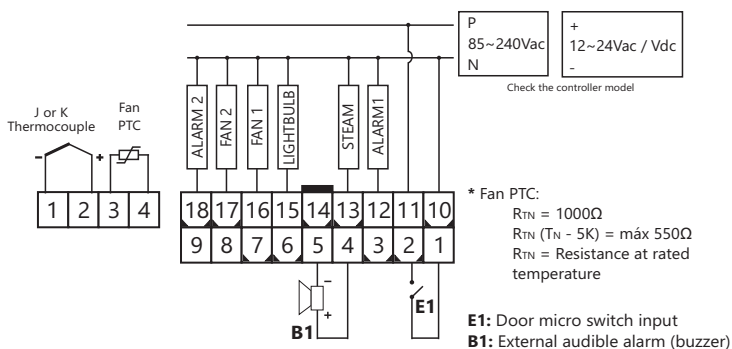 P
85~240Vac
N
+
12~24Vac / Vdc
-
Check the controller model
J or K
Thermocouple
Fan
PTC
- +
ALARM 2
FAN 2
FAN 1
LIGHTBULB
STEAM
ALARM1
1 2 3 4
18 17 16 15 14 13 12 11 10
9 8 7 6 5 4 3 2 1
* Fan PTC:
RTN = 1000Ω
RTN (TN - 5K) = máx 550Ω
RTN = Resistance at rated
temperature
-
+
B1
E1
E1: Door micro switch input
B1: External audible alarm (buzzer)